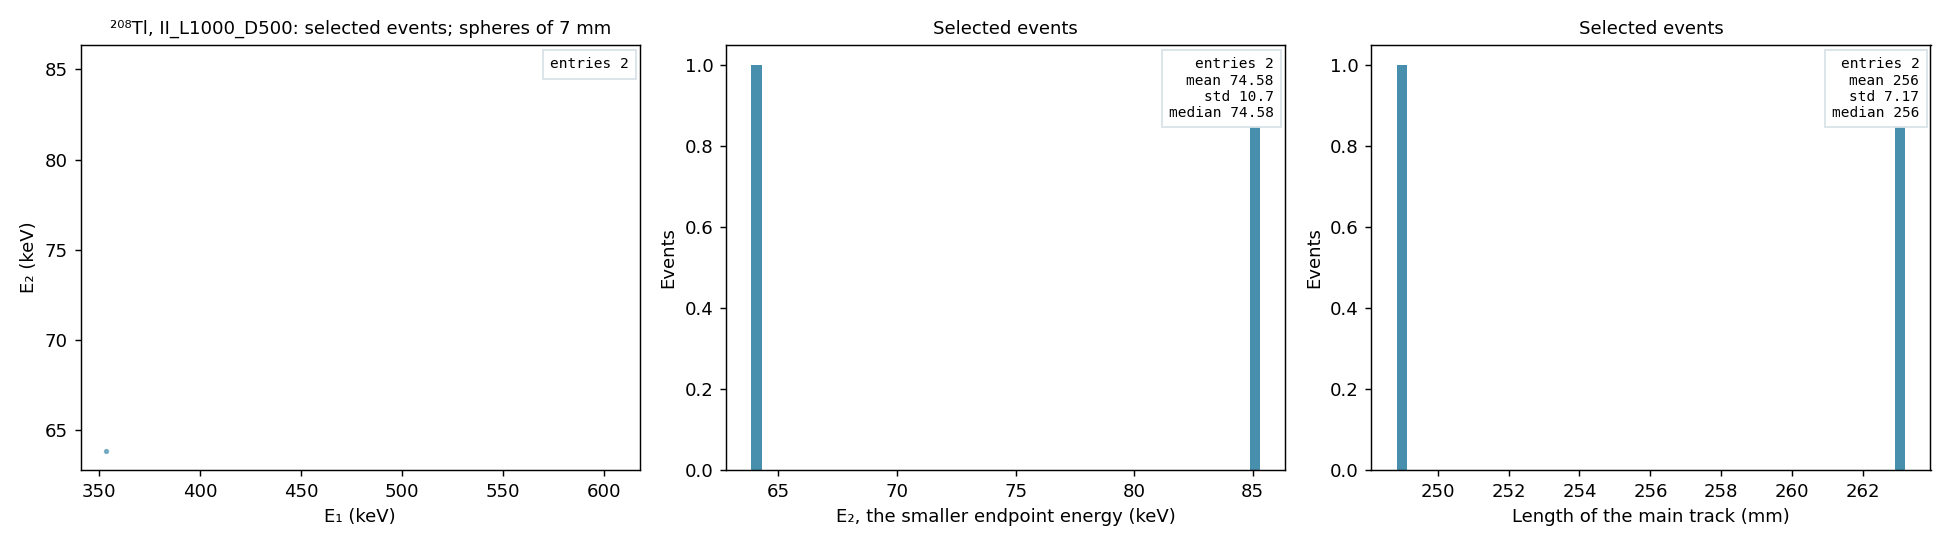 ²⁰⁸Tl, II_L1000_D500: selected events; spheres of 7 mm
entries 2
85
80
75
70
65
E₂ (keV)
350 400 450 500 550 600
E₁ (keV)
Selected events
entries 2
mean 74.58
std 10.7
median 74.58
1.0
0.8
0.6
0.4
0.2
0.0
Events
65 70 75 80 85
E₂, the smaller endpoint energy (keV)
Selected events
entries 2
mean 256
std 7.17
median 256
1.0
0.8
0.6
0.4
0.2
0.0
Events
250 252 254 256 258 260 262
Length of the main track (mm)